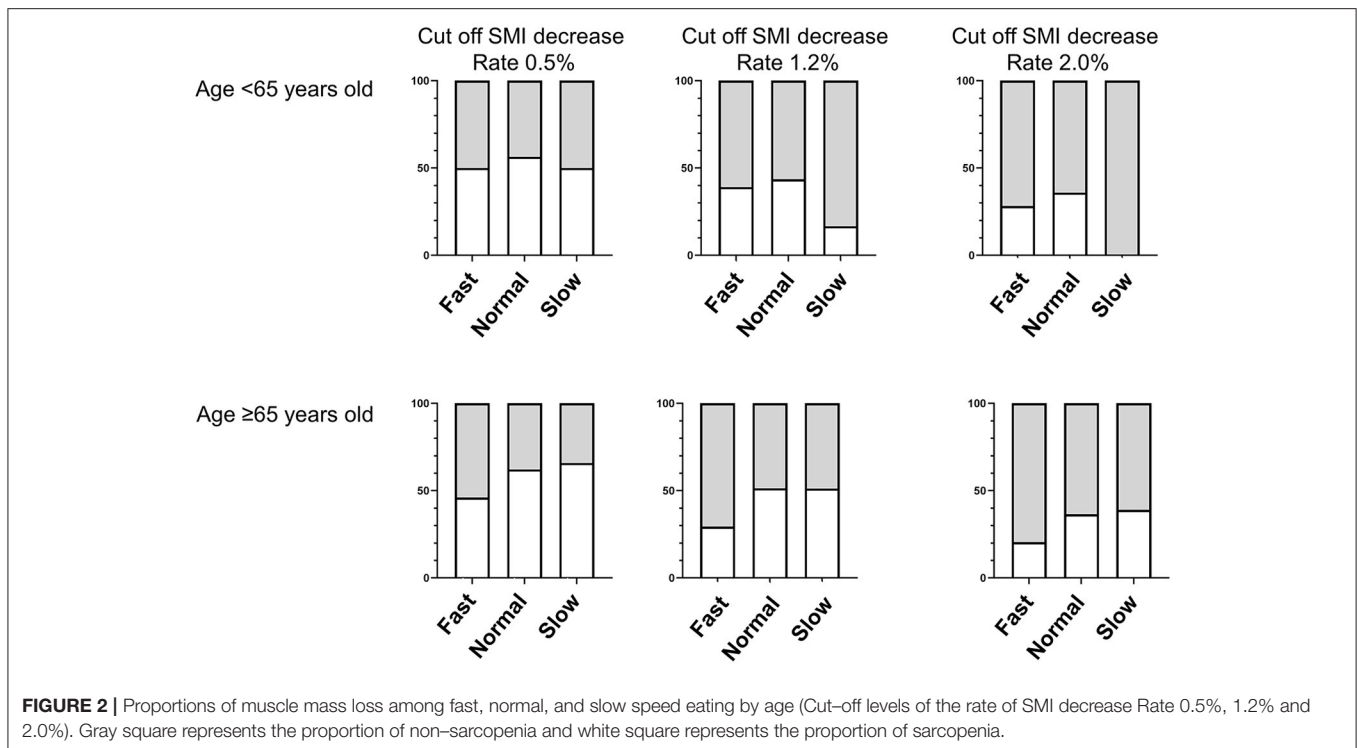 Cut off SMI decrease
Rate 0.5%
Cut off SMI decrease
Rate 1.2%
Cut off SMI decrease
Rate 2.0%
Age <65 years old
100
50
0
Fast
Normal
Slow
100
50
0
Fast
Normal
Slow
100
50
0
Fast
Normal
Slow
Age ≥65 years old
100
50
0
Fast
Normal
Slow
100
50
0
Fast
Normal
Slow
100
50
0
Fast
Normal
Slow
FIGURE 2 | Proportions of muscle mass loss among fast, normal, and slow speed eating by age (Cut–off levels of the rate of SMI decrease Rate 0.5%, 1.2% and
2.0%). Gray square represents the proportion of non–sarcopenia and white square represents the proportion of sarcopenia.